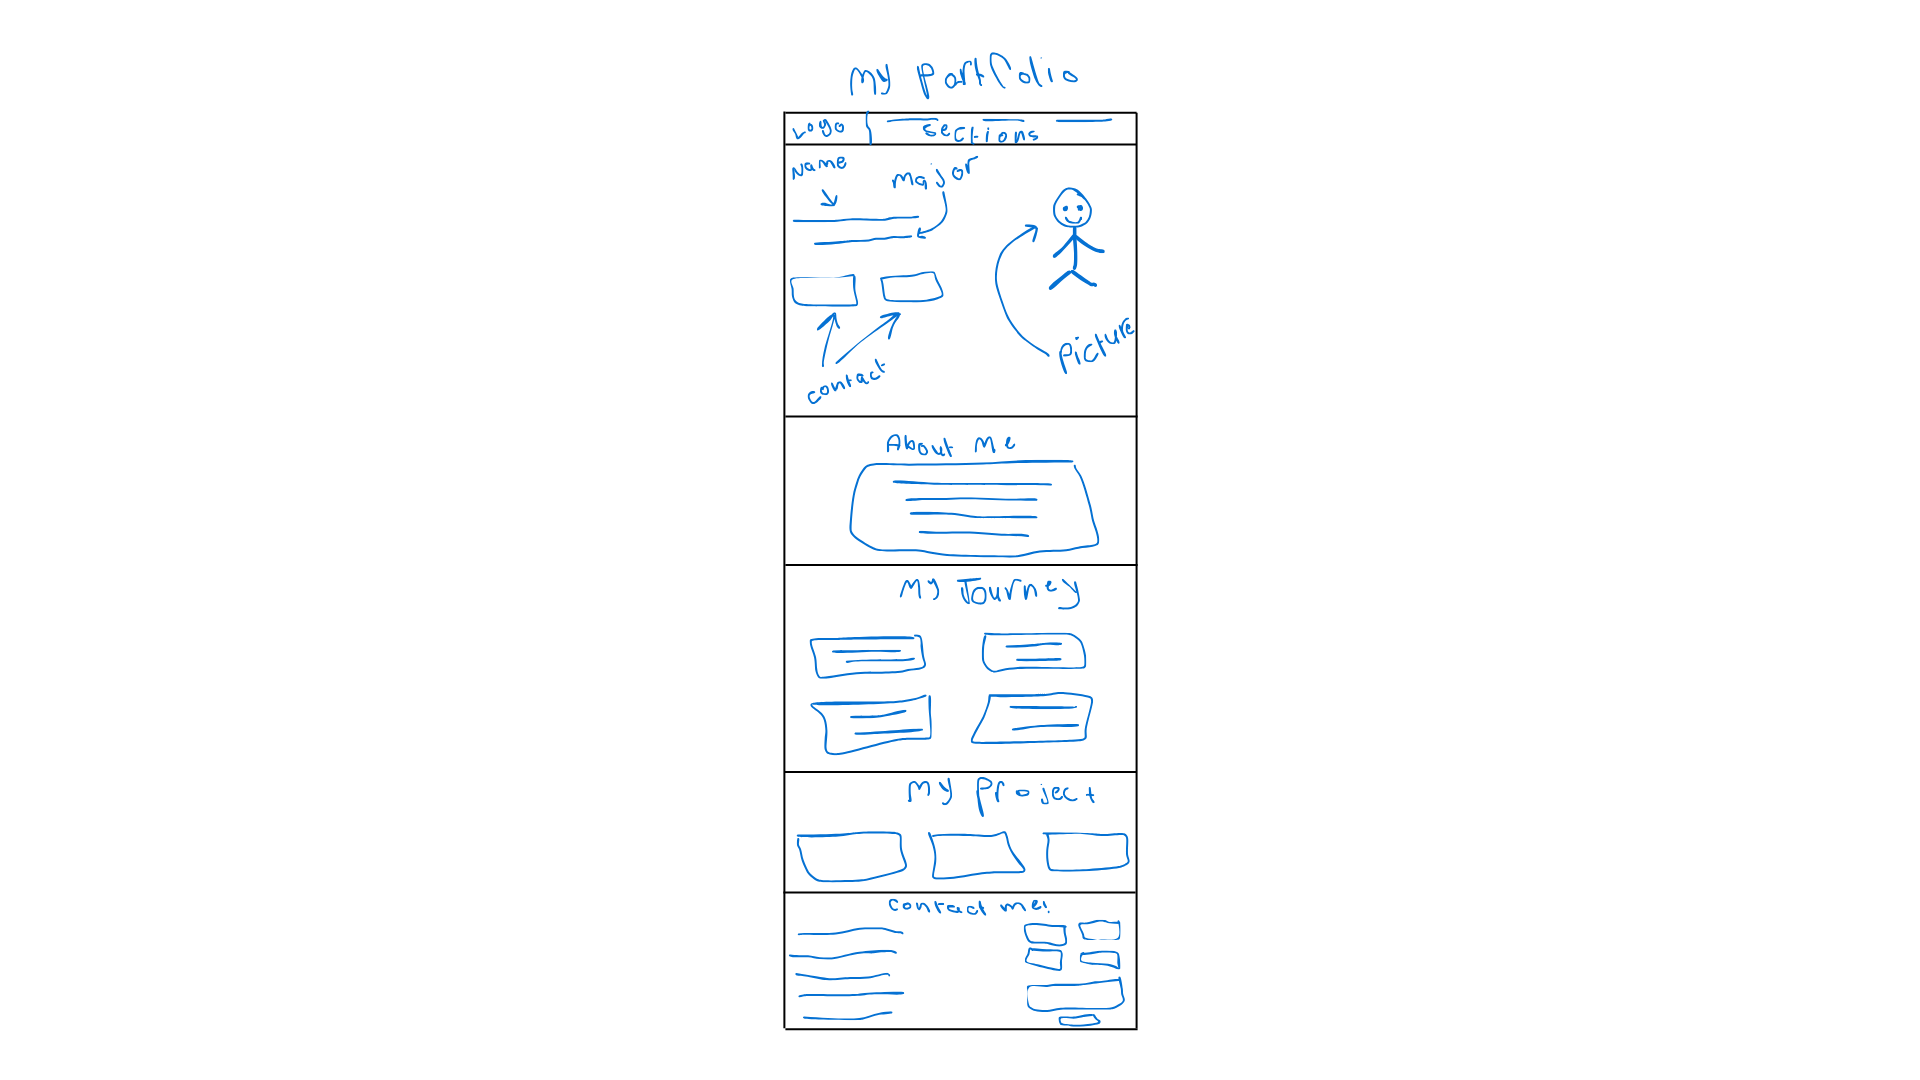 My portfolio
Logo
sections
Name
major
contact
picture
About Me
My Journey
My Project
contact me!